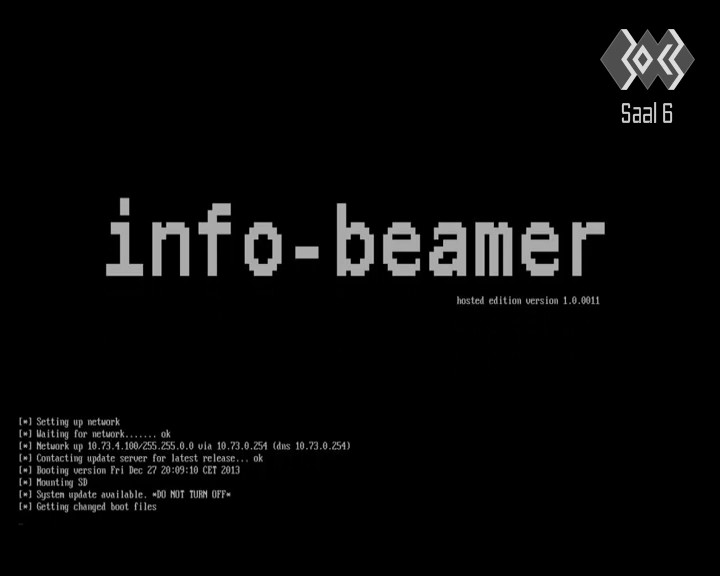 30C3
Saal 6
info-beamer
hosted edition version 1.0.0011
[*] Setting up network
[*] Waiting for network....... ok
[*] Network up 10.73.4.100/255.255.0.0 via 10.73.0.254 (dns 10.73.0.254)
[*] Contacting update server for latest release... ok
[*] Booting version Fri Dec 27 20:09:10 CET 2013
[*] Mounting SD
[*] System update available. *DO NOT TURN OFF*
[*] Getting changed boot files